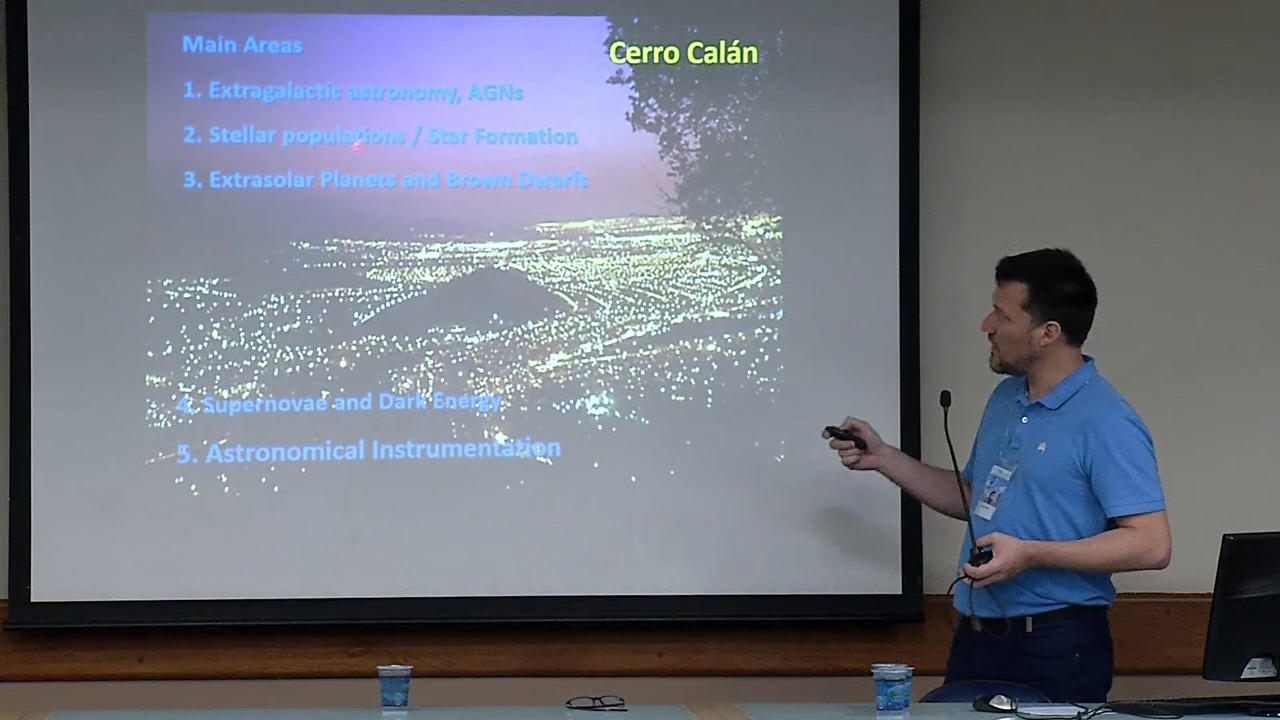 Main Areas
Cerro Calán
1. Extragalactic astronomy, AGNs
2. Stellar populations / Star Formation
3. Extrasolar Planets and Brown Dwarfs
4. Supernovae and Dark Energy
5. Astronomical Instrumentation